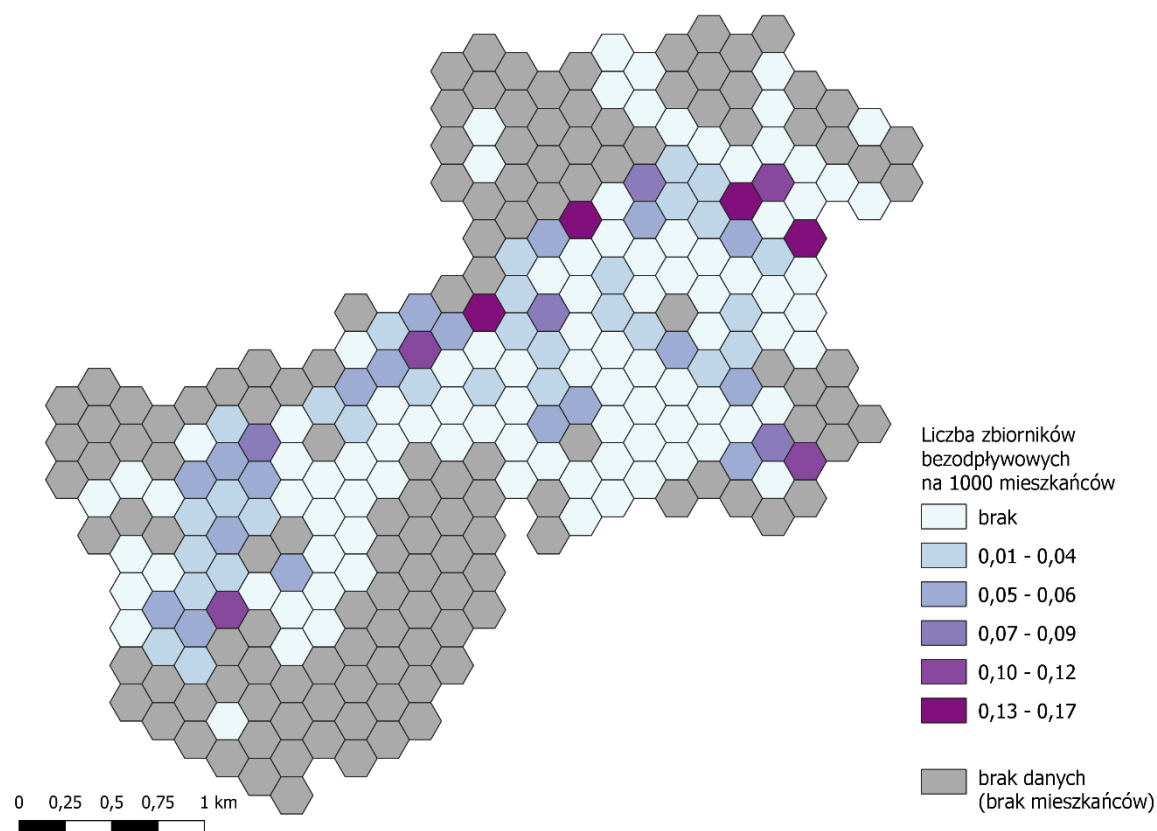 Liczba zbiorników
bezodpływowych
na 1000 mieszkańców
brak
0,01 - 0,04
0,05 - 0,06
0,07 - 0,09
0,10 - 0,12
0,13 - 0,17
brak danych
(brak mieszkańców)
0 0,25 0,5 0,75 1 km